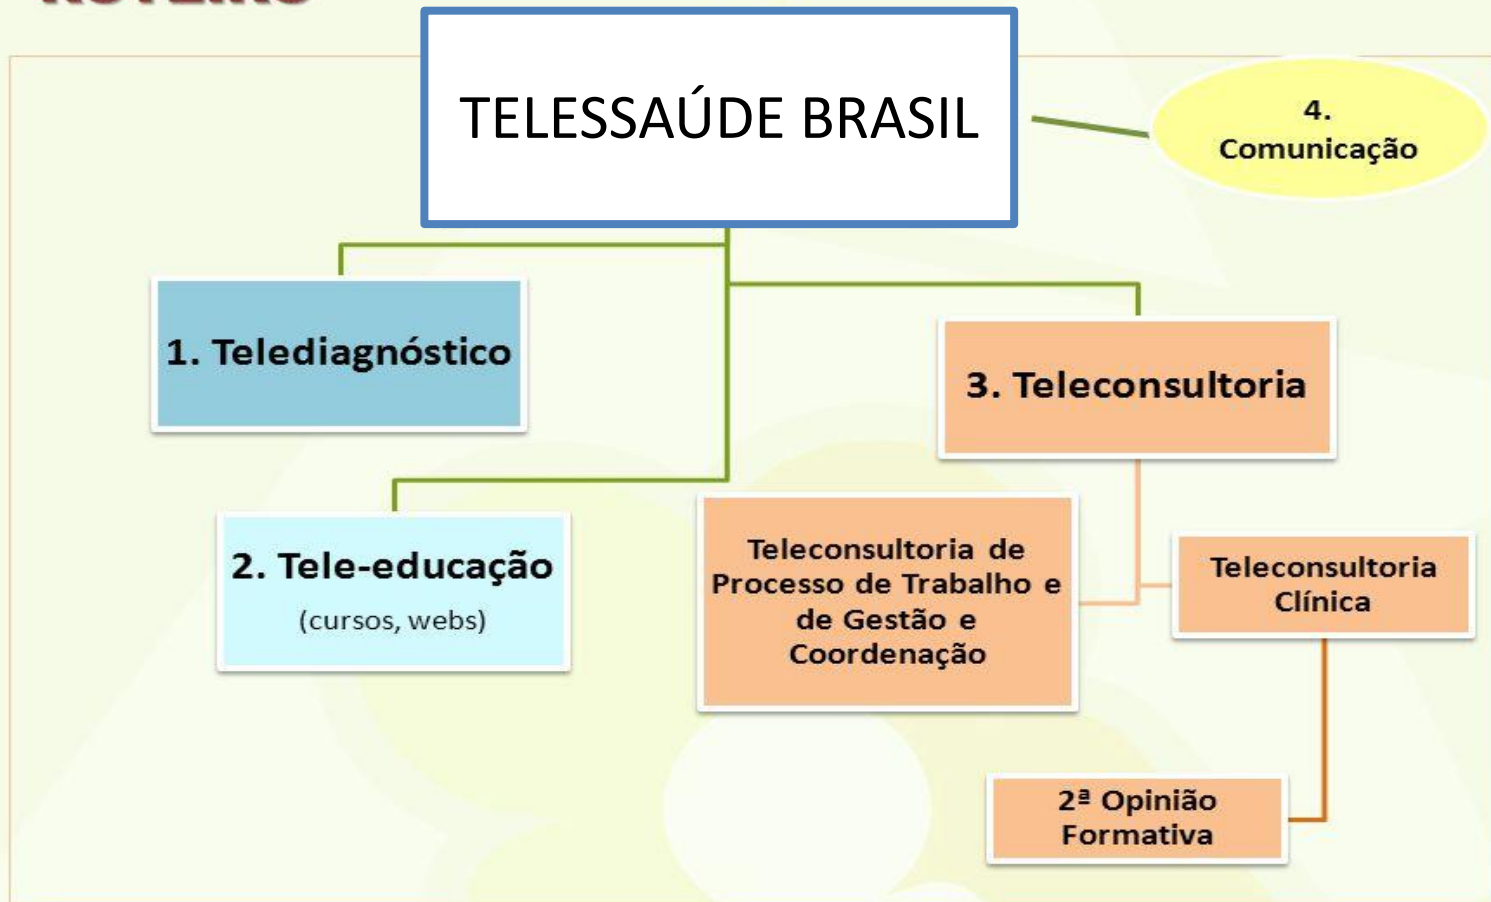 ROTEIRO
TELESSAÚDE BRASIL
4.
Comunicação
1. Telediagnóstico
3. Teleconsultoria
2. Tele-educação
(cursos, webs)
Teleconsultoria de
Processo de Trabalho e
de Gestão e
Coordenação
Teleconsultoria
Clínica
2ª Opinião
Formativa